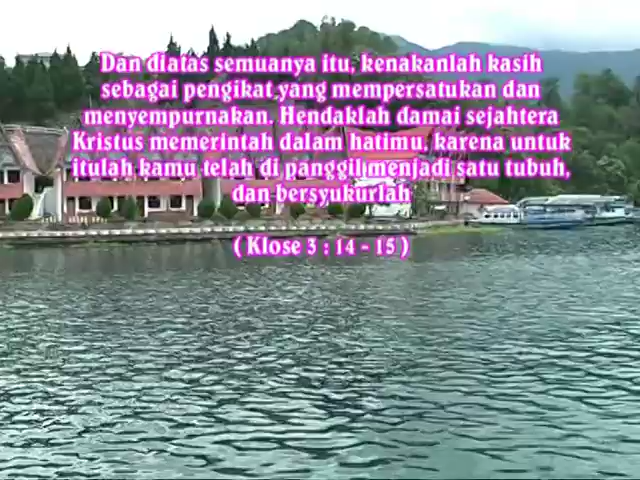 Dan diatas semuanya itu, kenakanlah kasih
sebagai pengikat yang mempersatukan dan
menyempurnakan. Hendaklah damai sejahtera
Kristus memerintah dalam hatimu, karena untuk
itulah kamu telah di panggil menjadi satu tubuh,
dan bersyukurlah
( Klose 3 : 14 - 15 )